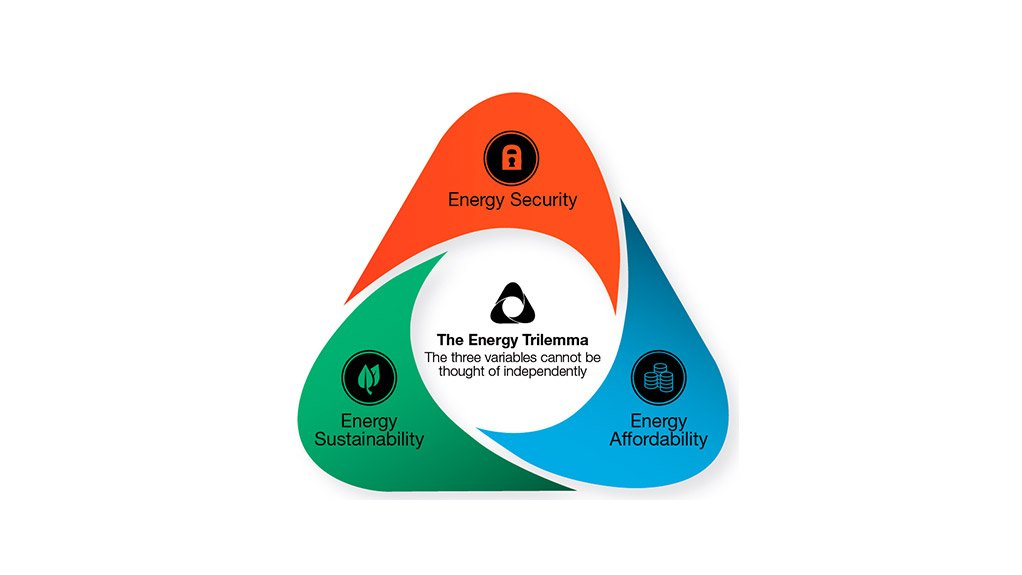 Energy Security
The Energy Trilemma
The three variables cannot be
thought of independently
Energy
Sustainability
Energy
Affordability